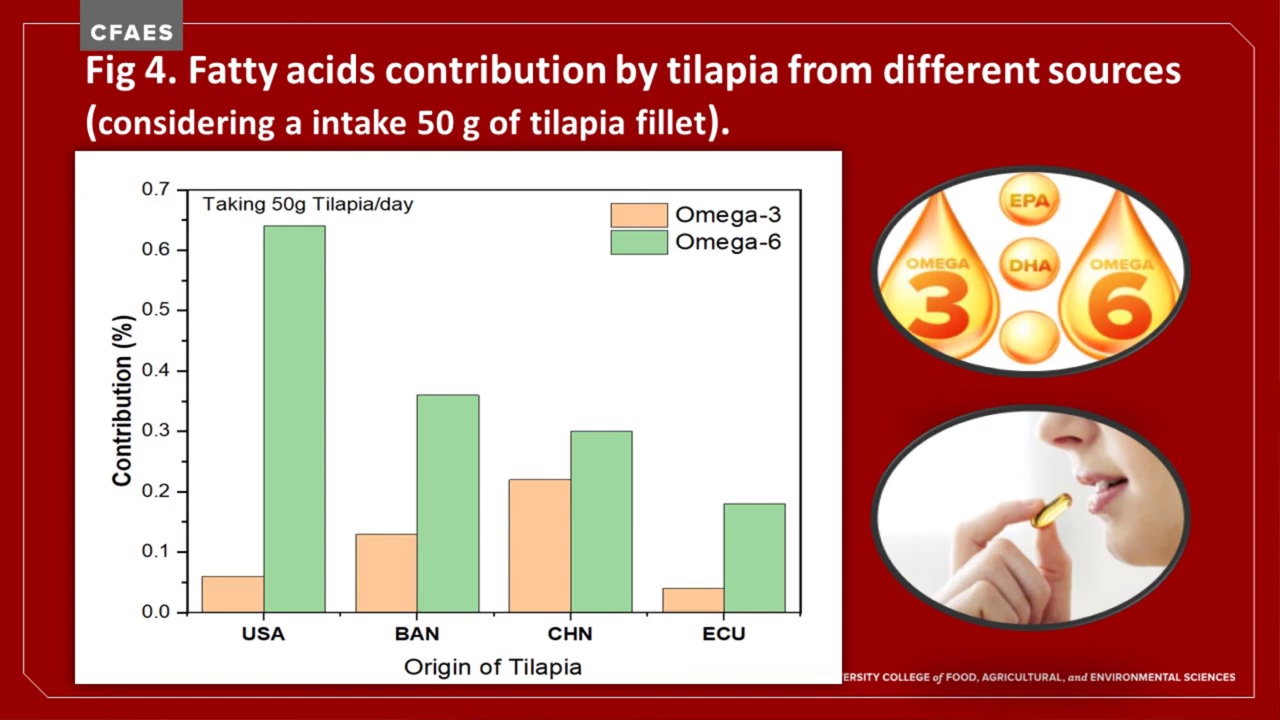 CFAES
Fig 4. Fatty acids contribution by tilapia from different sources
(considering a intake 50 g of tilapia fillet).
Taking 50g Tilapia/day
Omega-3
Omega-6
Contribution (%)
0.7
0.6
0.5
0.4
0.3
0.2
0.1
0.0
USA BAN CHN ECU
Origin of Tilapia
EPA
OMEGA
3
DHA
OMEGA
6
ERSITY COLLEGE of FOOD, AGRICULTURAL, and ENVIRONMENTAL SCIENCES